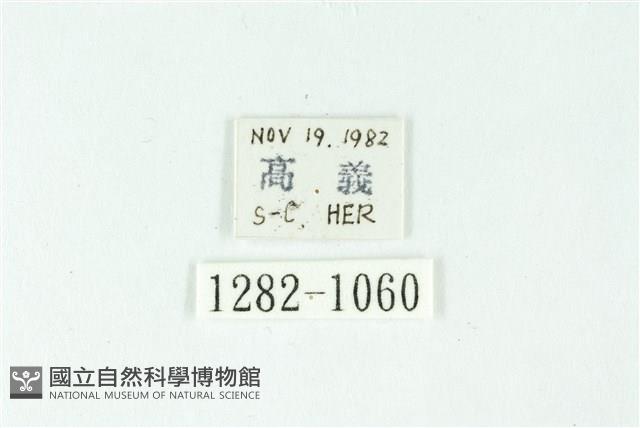 NOV 19. 1982
高 義
S-C. HER
1282-1060
國立自然科學博物館
NATIONAL MUSEUM OF NATURAL SCIENCE